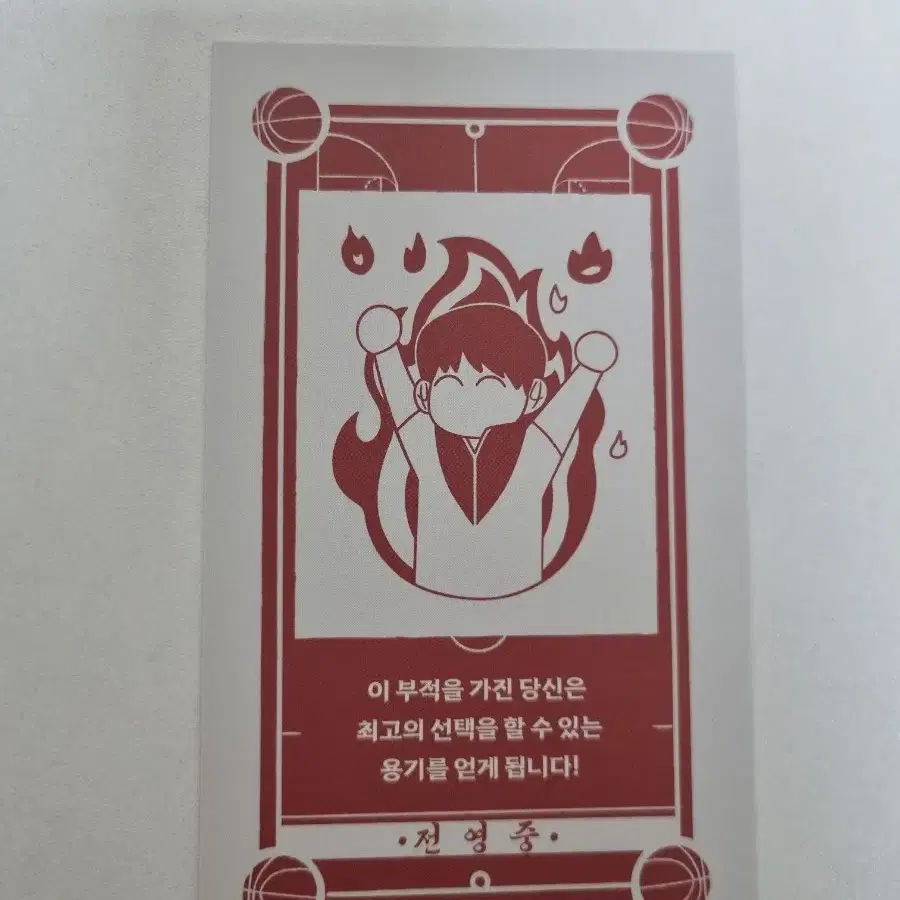 이 부적을 가진 당신은
최고의 선택을 할 수 있는
용기를 얻게 됩니다!
·전영중·